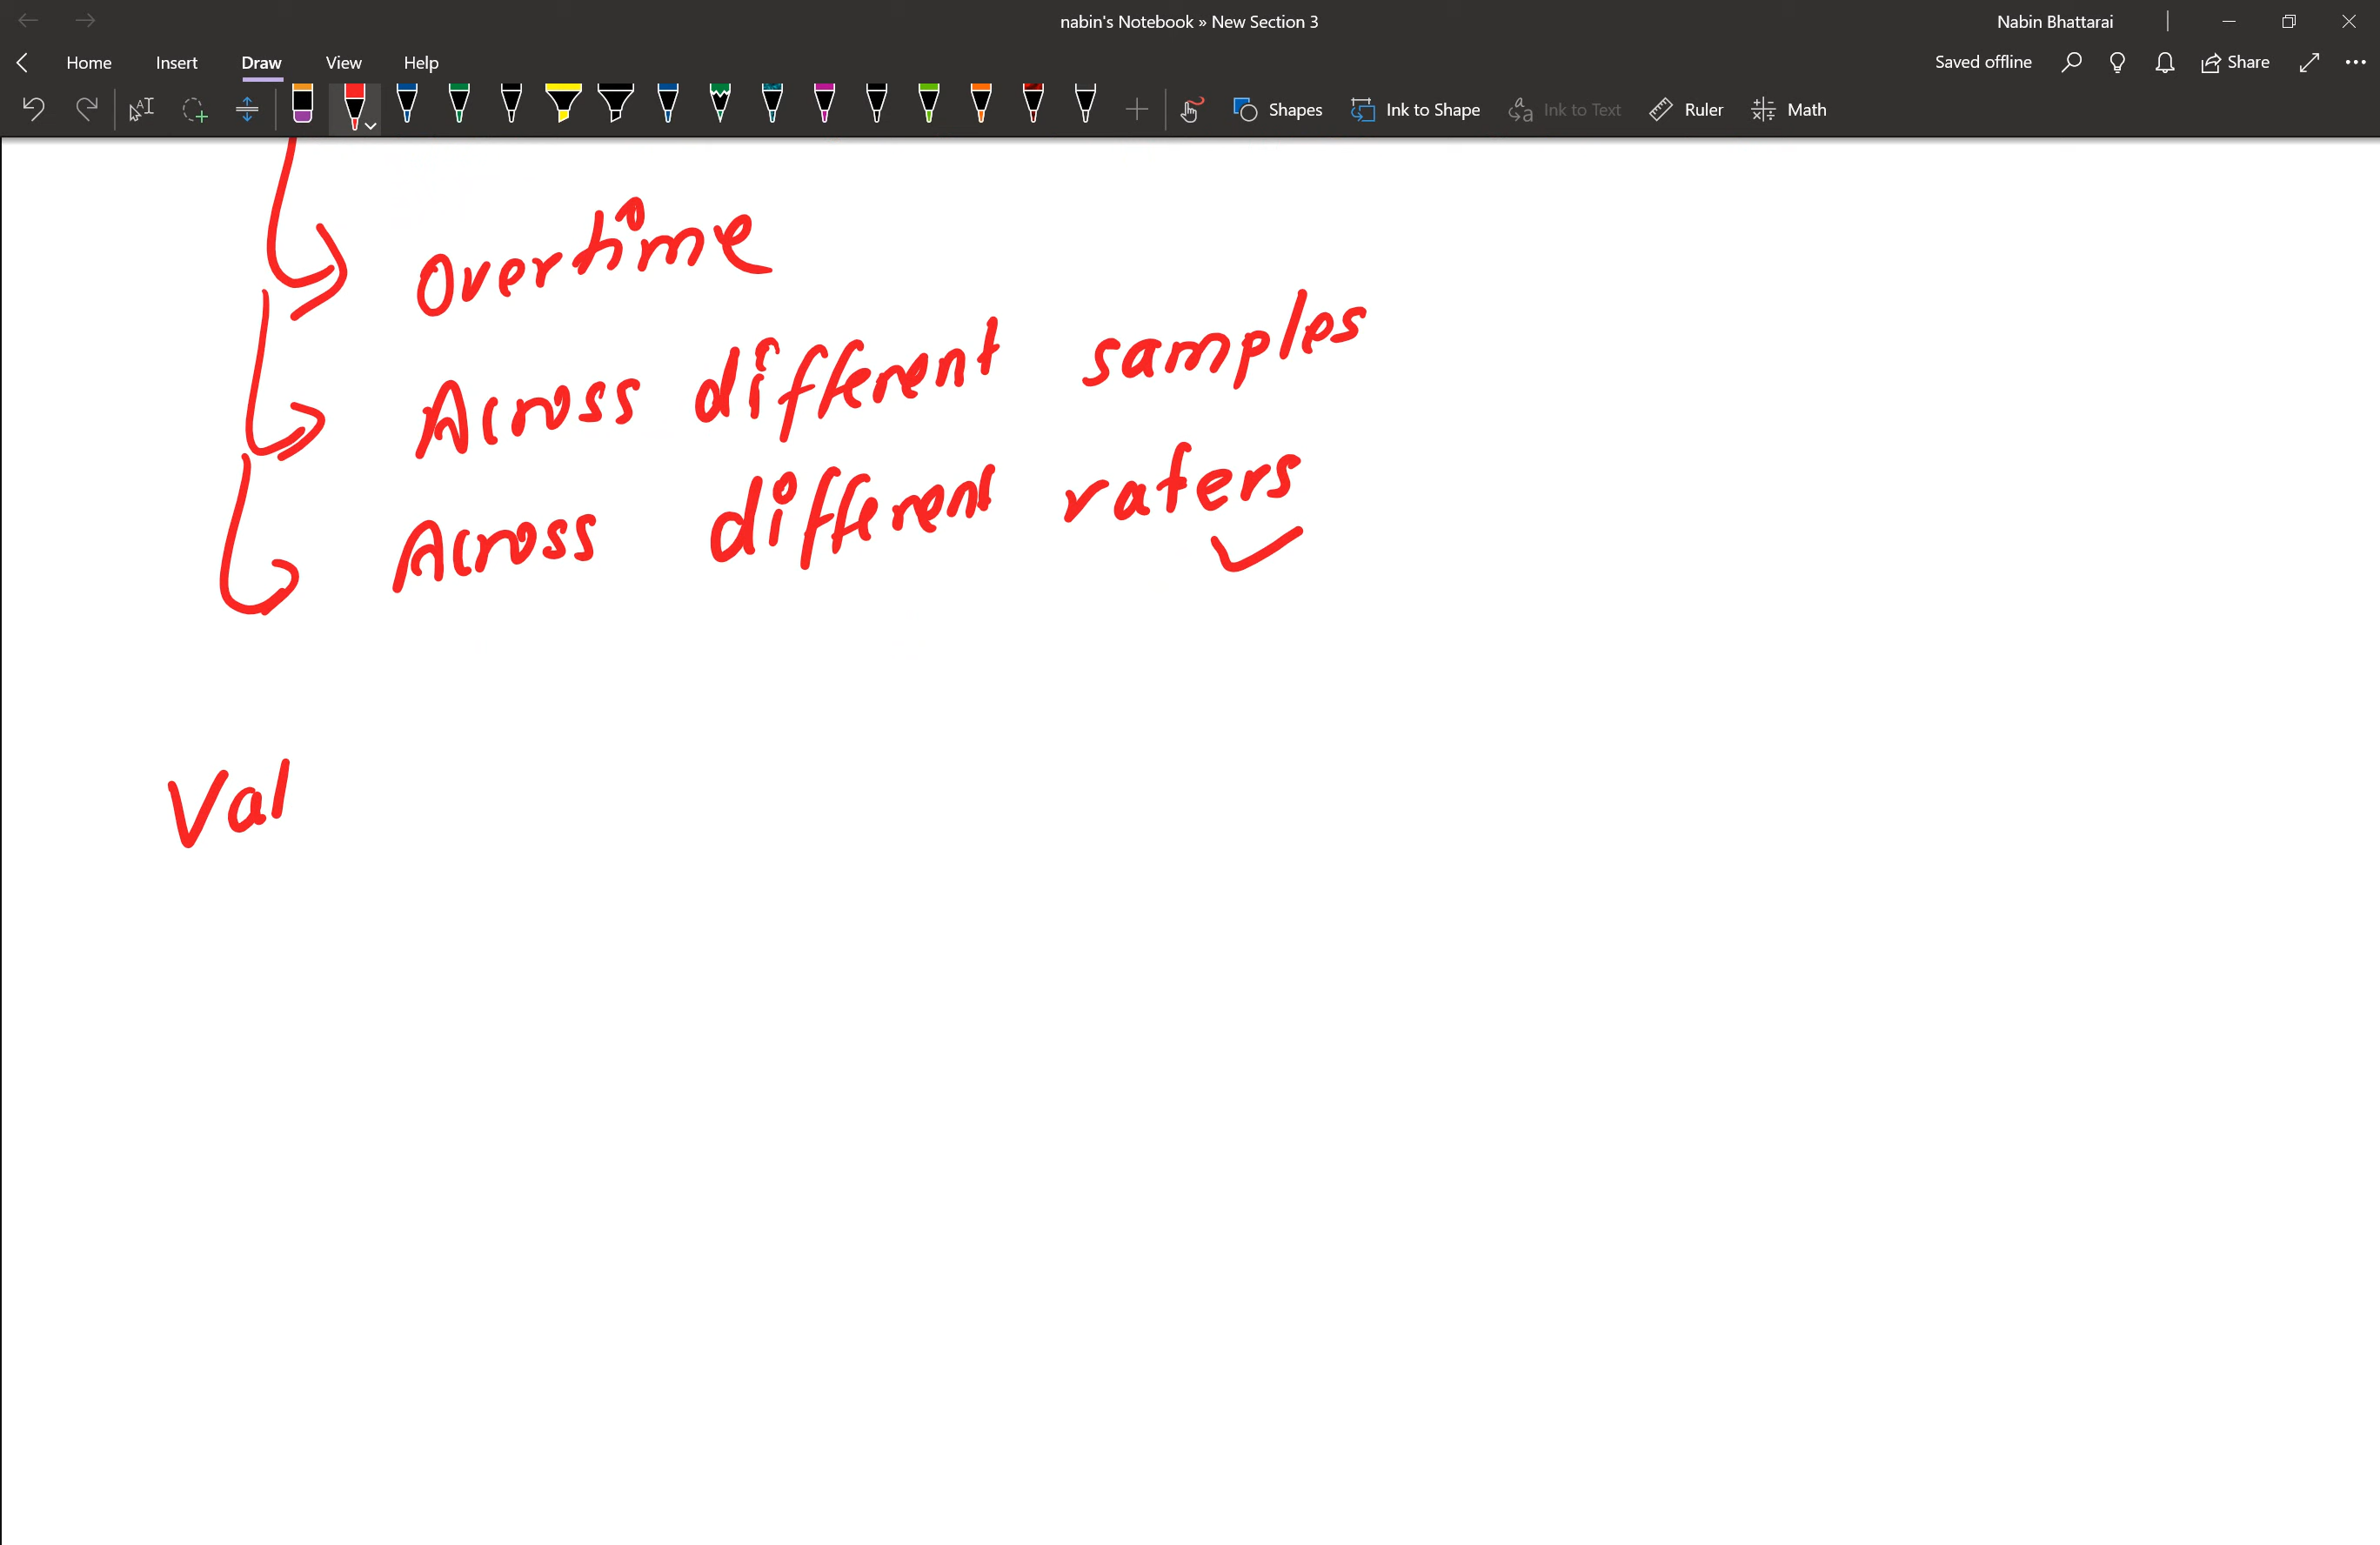 nabin's Notebook » New Section 3
Nabin Bhattarai
Home Insert Draw View Help
Saved offline
Share
Shapes Ink to Shape Ink to Text Ruler Math
Overtime
Across different samples
Across different raters
Val